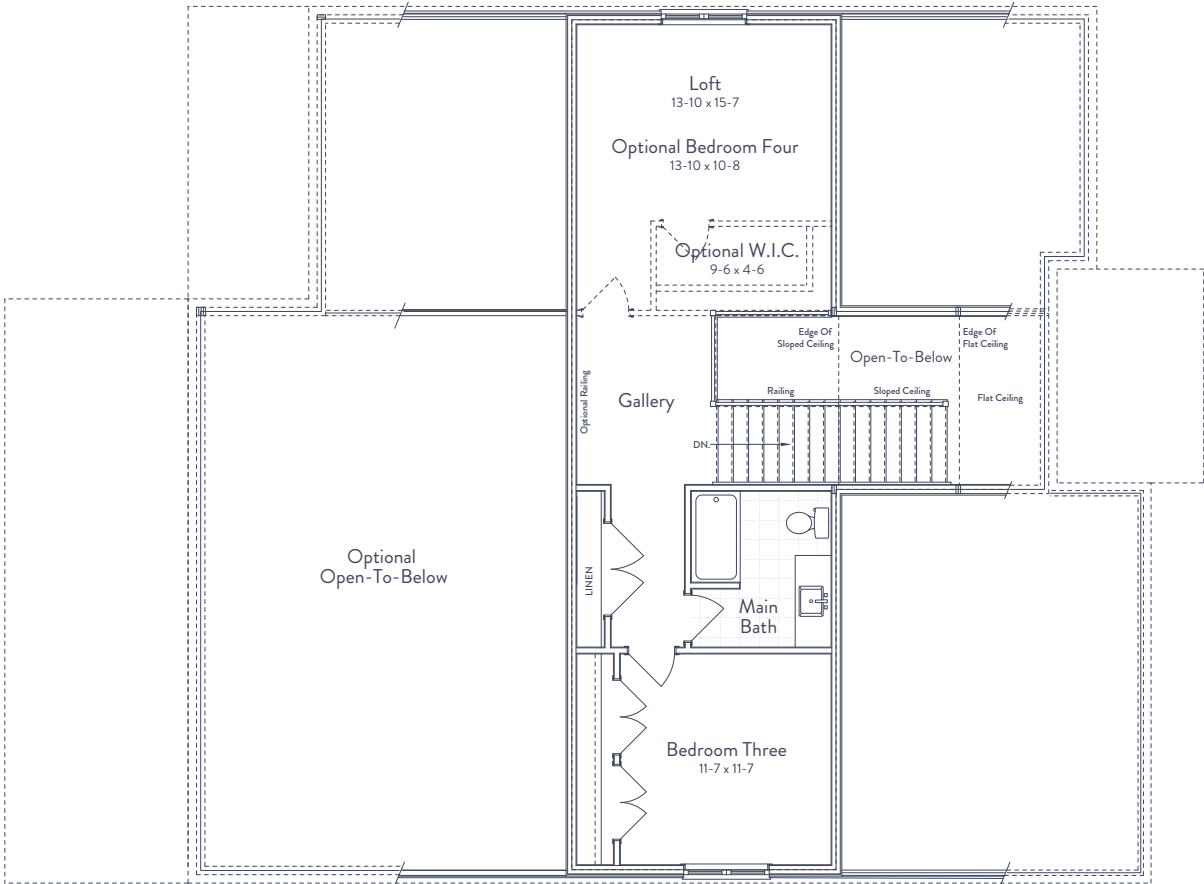 Loft
13-10 x 15-7
Optional Bedroom Four
13-10 x 10-8
Optional W.I.C.
9-6 x 4-6
Edge Of
Sloped Ceiling
Edge Of
Flat Ceiling
Open-To-Below
Railing
Sloped Ceiling
Flat Ceiling
Optional Railing
Gallery
DN.
Optional
Open-To-Below
LINEN
Main
Bath
Bedroom Three
11-7 x 11-7